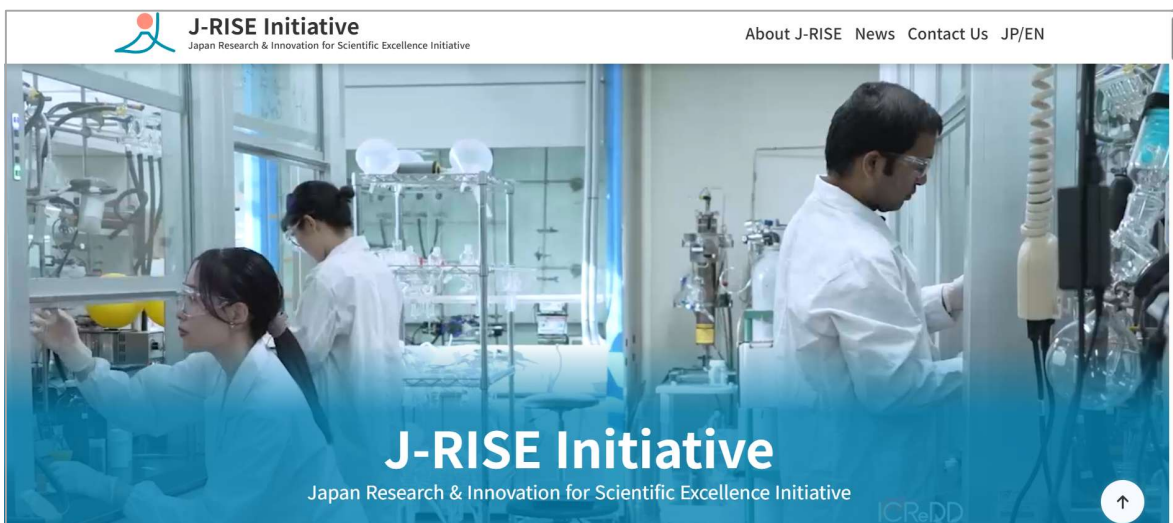 J-RISE Initiative
Japan Research & Innovation for Scientific Excellence Initiative
About J-RISE News Contact Us JP/EN
J-RISE Initiative
Japan Research & Innovation for Scientific Excellence Initiative
ICReDD